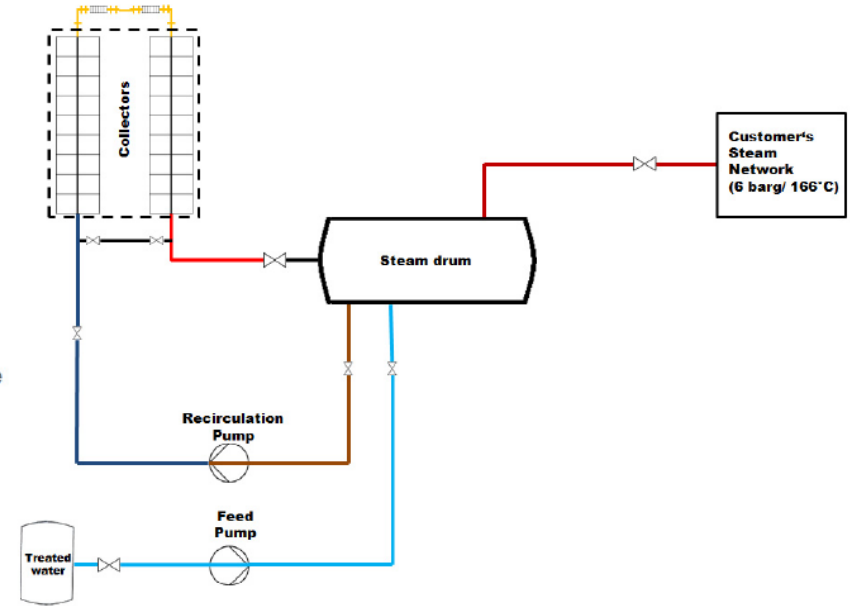 Collectors
Customer's
Steam
Network
(6 barg/ 166°C)
Steam drum
e
Recirculation
Pump
Feed
Pump
Treated
water